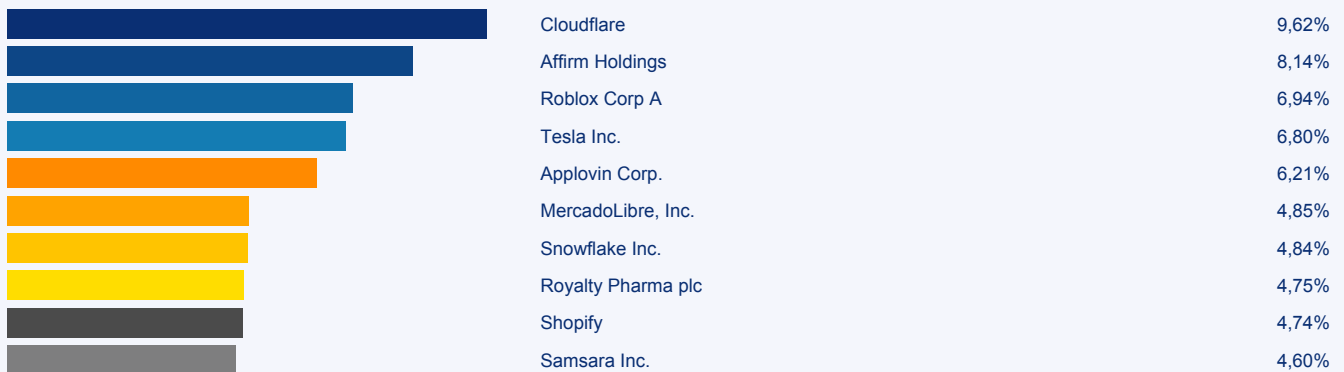 Cloudflare 9,62%
Affirm Holdings 8,14%
Roblox Corp A 6,94%
Tesla Inc. 6,80%
Applovin Corp. 6,21%
MercadoLibre, Inc. 4,85%
Snowflake Inc. 4,84%
Royalty Pharma plc 4,75%
Shopify 4,74%
Samsara Inc. 4,60%